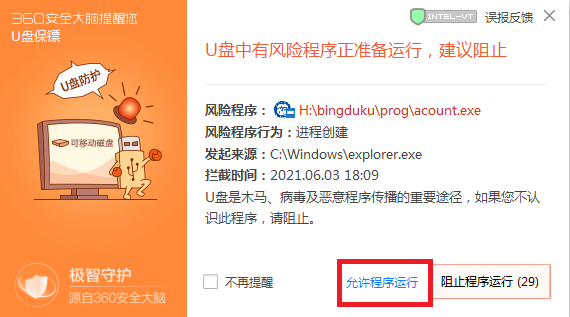 360安全大脑提醒您
U盘保镖
INTEL-VT 误报反馈
U盘中有风险程序正准备运行，建议阻止
U盘防护
可移动磁盘
风险程序： H:\bingduku\prog\acount.exe
风险程序行为：进程创建
发起来源：C:\Windows\explorer.exe
拦截时间：2021.06.03 18:09
U盘是木马、病毒及恶意程序传播的重要途径，如果您不认
识此程序，请阻止。
极智守护
源自360安全大脑
不再提醒 允许程序运行 阻止程序运行 (29)